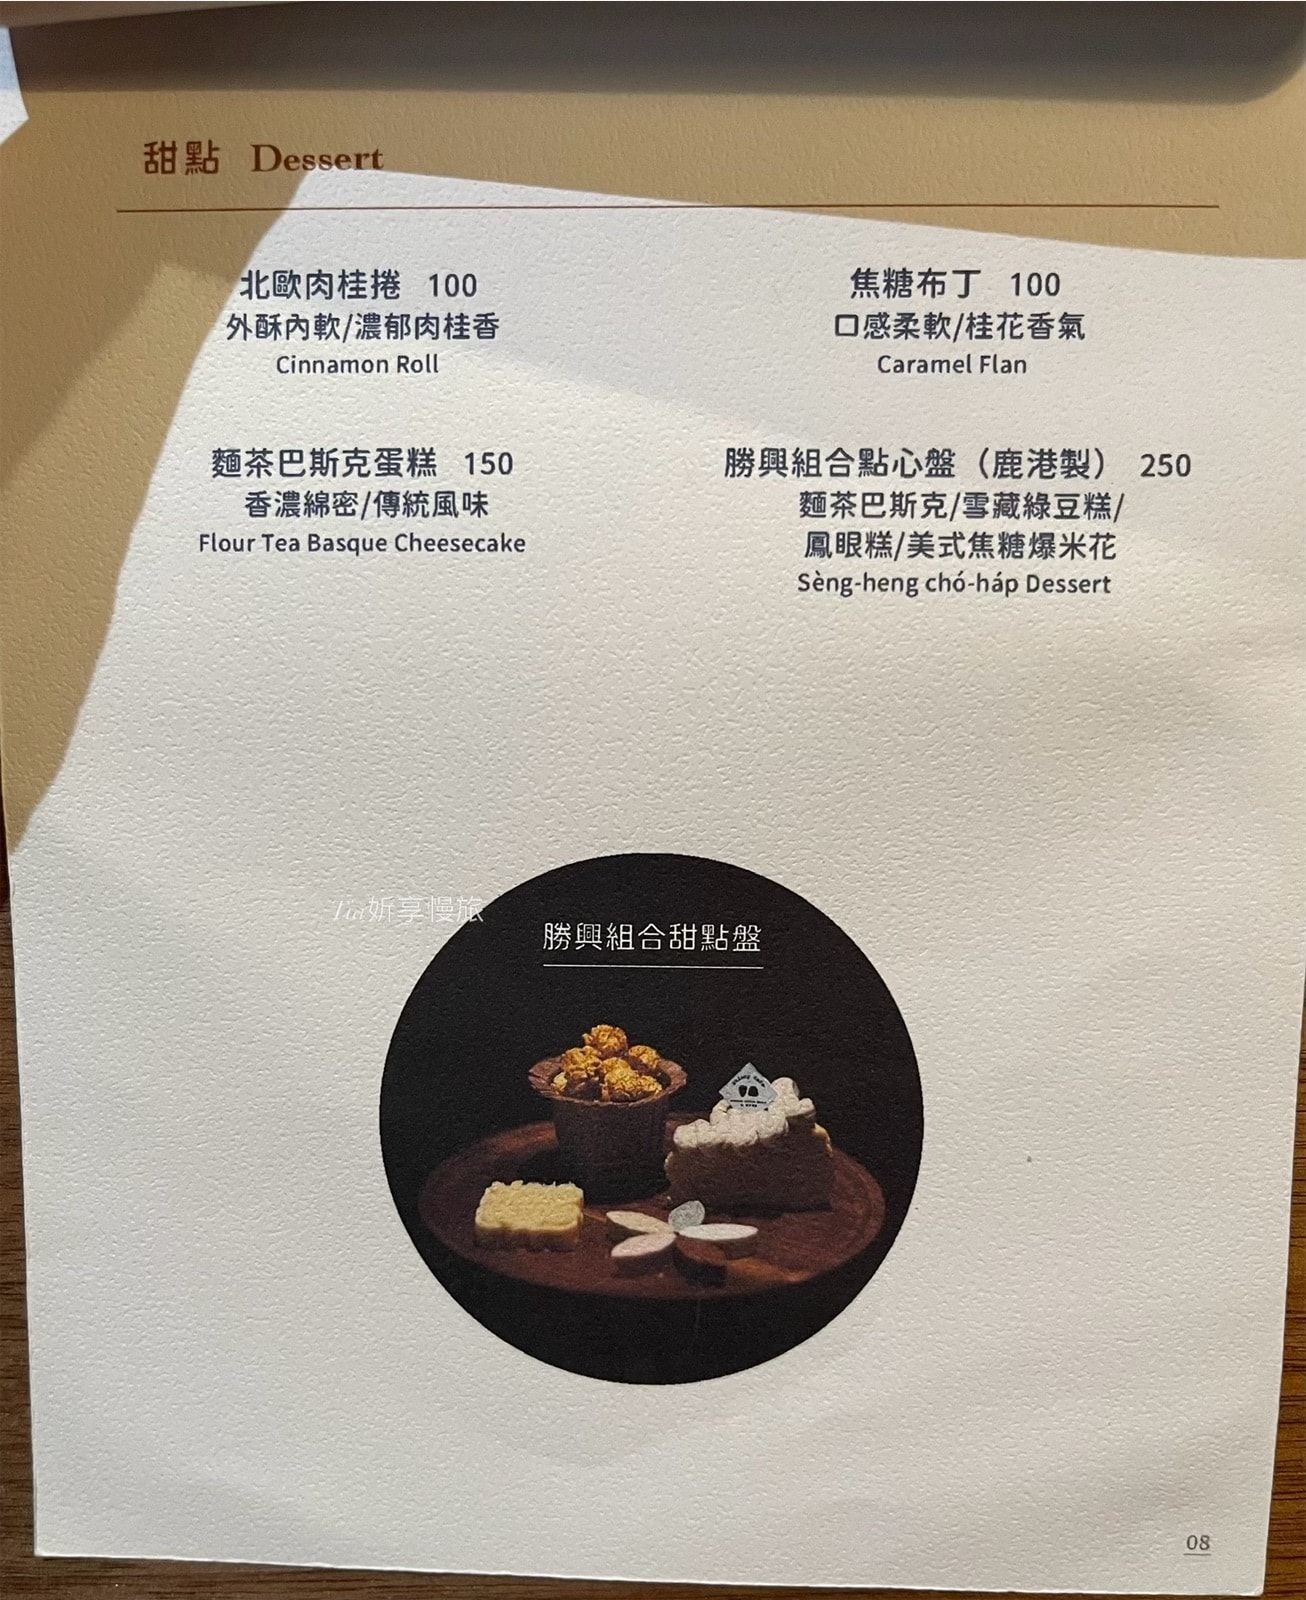 甜點 Dessert
北歐肉桂捲 100
外酥內軟/濃郁肉桂香
Cinnamon Roll
焦糖布丁 100
口感柔軟/桂花香氣
Caramel Flan
麵茶巴斯克蛋糕 150
香濃綿密/傳統風味
Flour Tea Basque Cheesecake
勝興組合點心盤（鹿港製） 250
麵茶巴斯克/雪藏綠豆糕/
鳳眼糕/美式焦糖爆米花
Sèng-heng chó-háp Dessert
妡享慢旅
勝興組合甜點盤
08